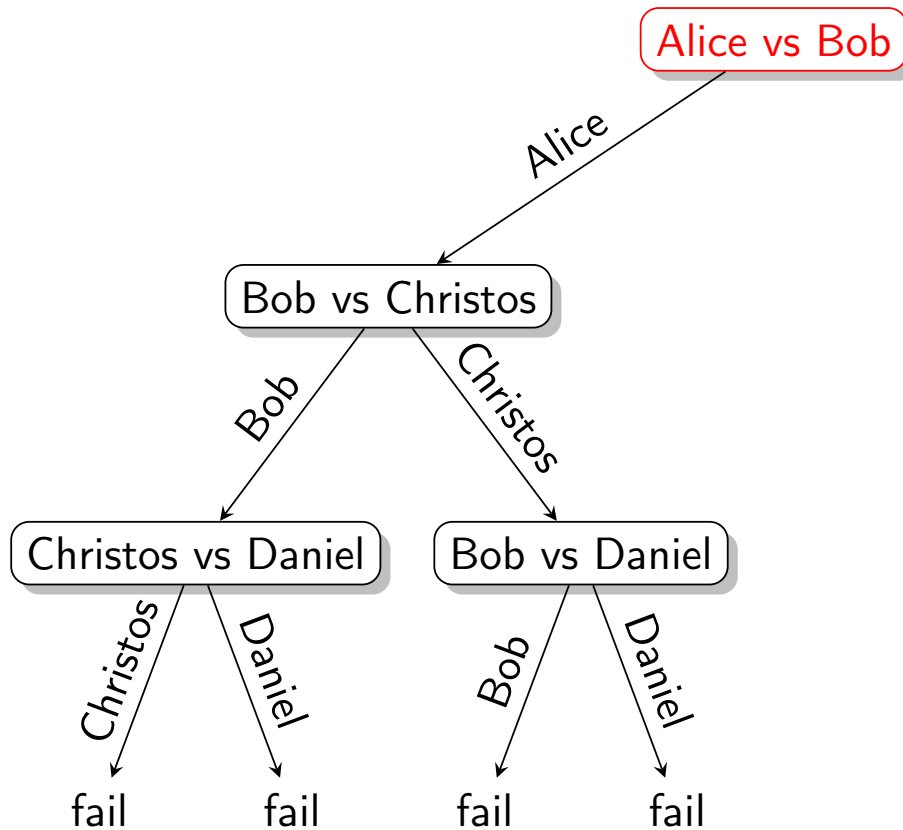 Alice vs Bob
Alice
Bob vs Christos
Bob
Christos
Christos vs Daniel
Bob vs Daniel
Christos
Daniel
Bob
Daniel
fail
fail
fail
fail